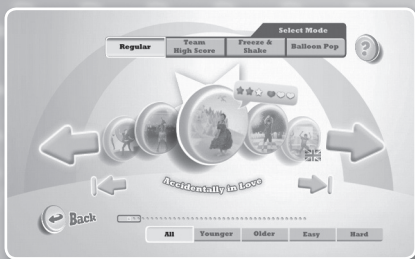 Select Mode
Regular
Team
High Score
Freeze &
Shake
Balloon Pop
?
Accidentally in Love
Back
All
Younger
Older
Easy
Hard